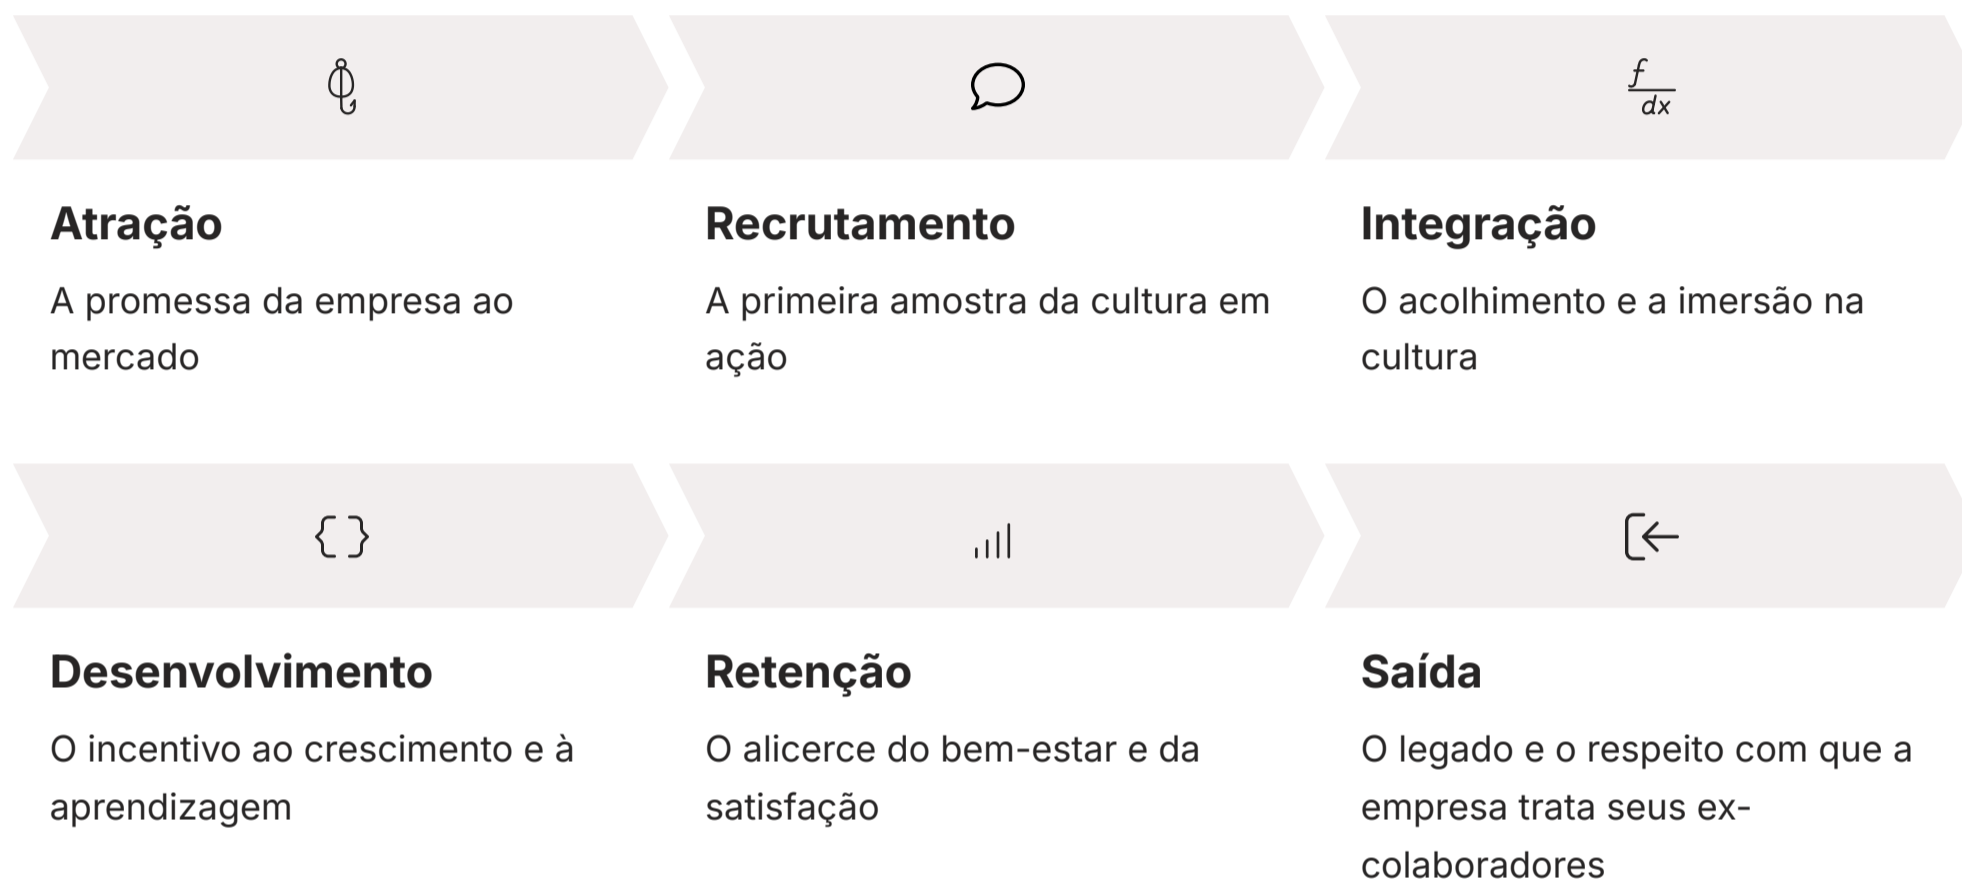 f
dx
Atração
A promessa da empresa ao
mercado
Recrutamento
A primeira amostra da cultura em
ação
Integração
O acolhimento e a imersão na
cultura
{ }
Desenvolvimento
O incentivo ao crescimento e à
aprendizagem
Retenção
O alicerce do bem-estar e da
satisfação
Saída
O legado e o respeito com que a
empresa trata seus ex-
colaboradores